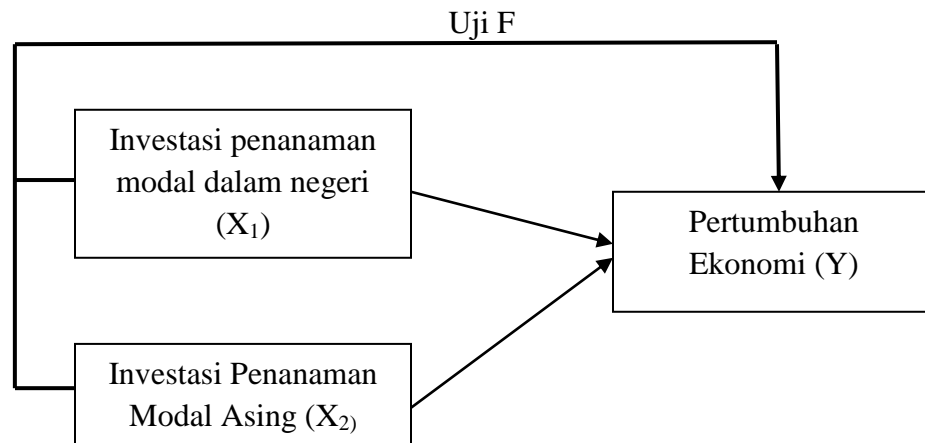 Uji F
Investasi penanaman
modal dalam negeri
(X₁)
Pertumbuhan
Ekonomi (Y)
Investasi Penanaman
Modal Asing (X₂)